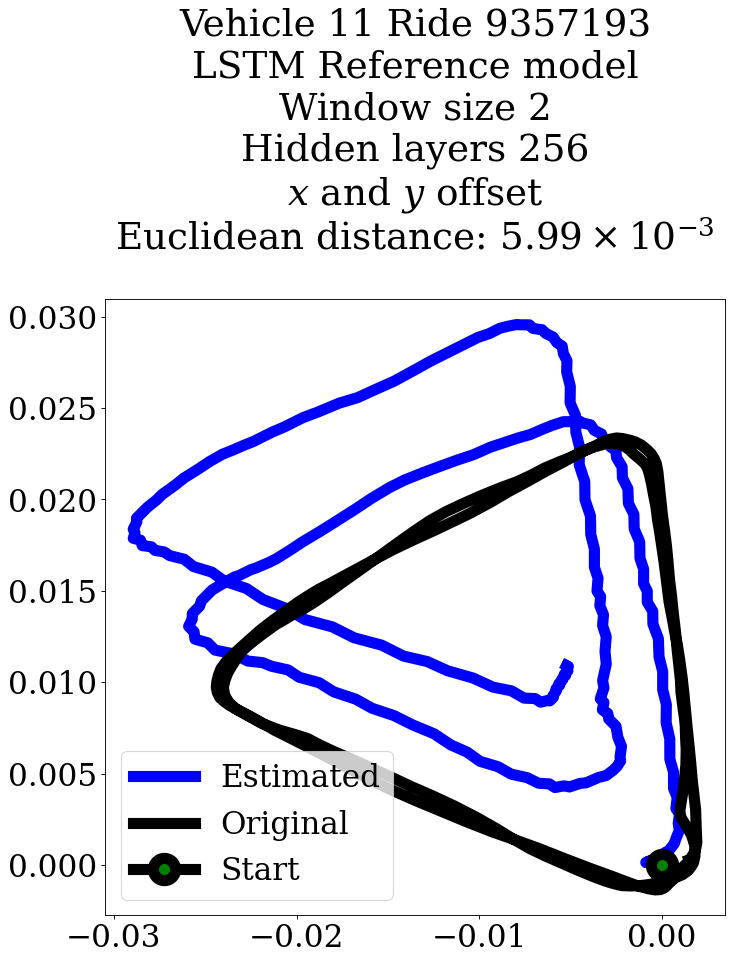 Vehicle 11 Ride 9357193
LSTM Reference model
Window size 2
Hidden layers 256
x and y offset
Euclidean distance: 5.99 × 10⁻³
0.030
0.025
0.020
0.015
0.010
0.005
0.000
Estimated
Original
Start
−0.03 −0.02 −0.01 0.00